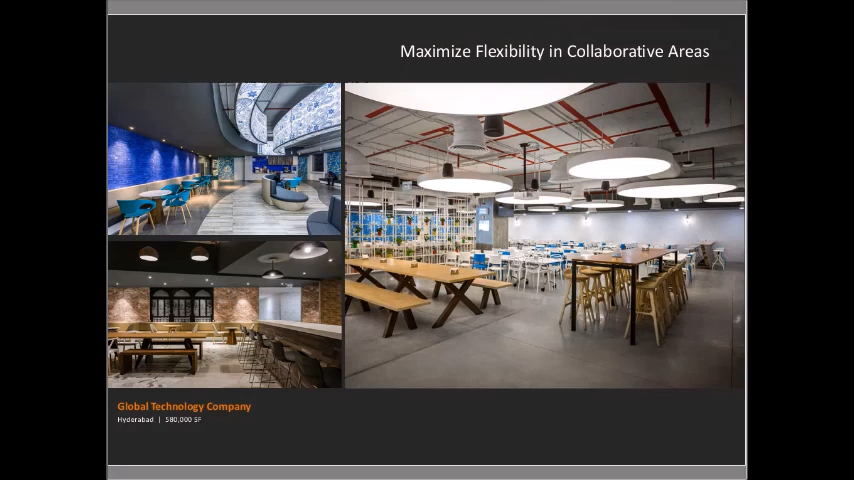 Maximize Flexibility in Collaborative Areas
Global Technology Company
Hyderabad | 580,000 SF